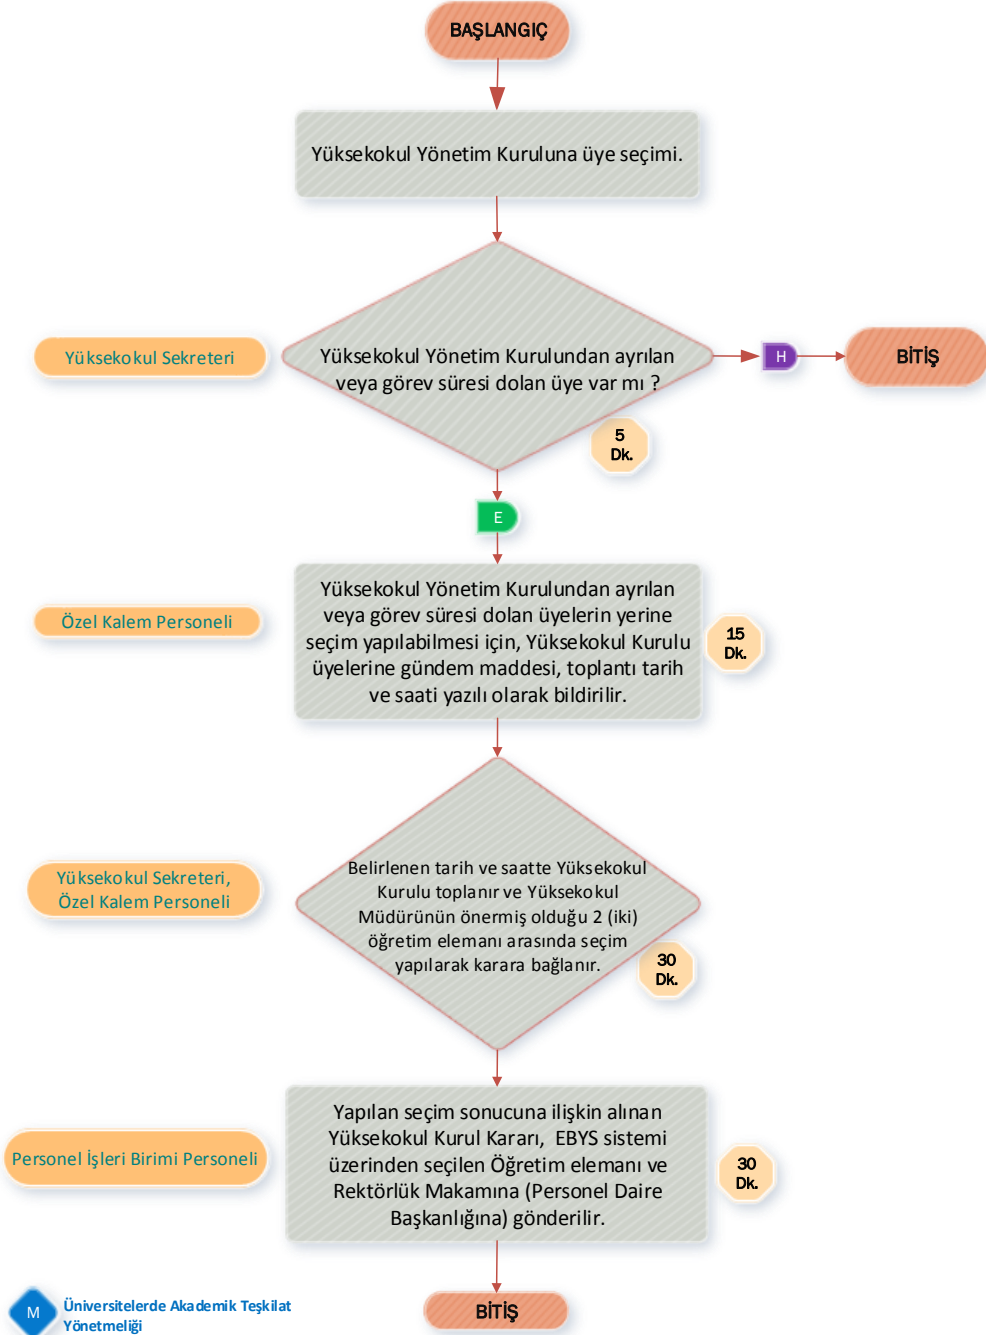 BAŞLANGIÇ
Yüksekokul Yönetim Kuruluna üye seçimi.
Yüksekokul Sekreteri
Yüksekokul Yönetim Kurulundan ayrılan
veya görev süresi dolan üye var mı ?
H
BİTİŞ
5
Dk.
E
Özel Kalem Personeli
Yüksekokul Yönetim Kurulundan ayrılan
veya görev süresi dolan üyelerin yerine
seçim yapılabilmesi için, Yüksekokul Kurulu
üyelerine gündem maddesi, toplantı tarih
ve saati yazılı olarak bildirilir.
15
Dk.
Yüksekokul Sekreteri,
Özel Kalem Personeli
Belirlenen tarih ve saatte Yüksekokul
Kurulu toplanır ve Yüksekokul
Müdürünün önermiş olduğu 2 (iki)
öğretim elemanı arasında seçim
yapılarak karara bağlanır.
30
Dk.
Personel İşleri Birimi Personeli
Yapılan seçim sonucuna ilişkin alınan
Yüksekokul Kurul Kararı, EBYS sistemi
üzerinden seçilen Öğretim elemanı ve
Rektörlük Makamına (Personel Daire
Başkanlığına) gönderilir.
30
Dk.
M
Üniversitelerde Akademik Teşkilat
Yönetmeliği
BİTİŞ